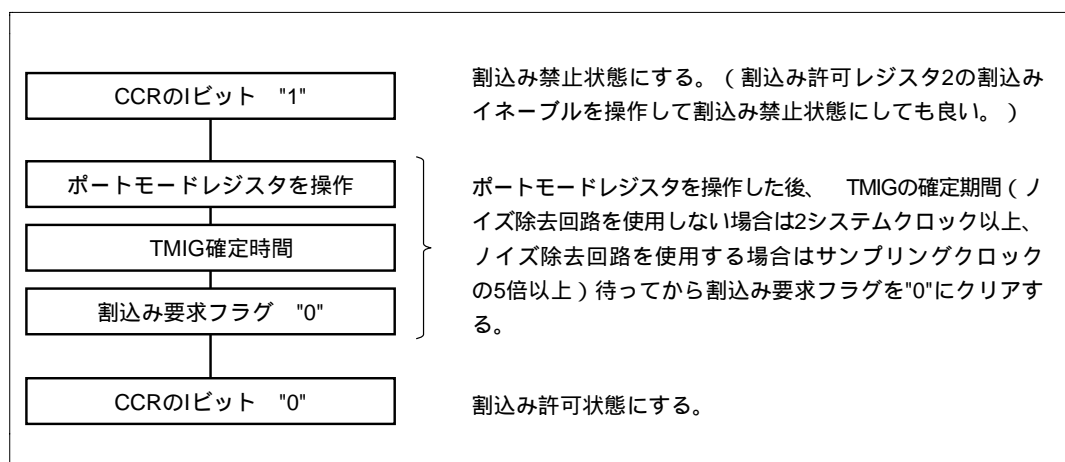 CCRのIビット "1"
割込み禁止状態にする。（割込み許可レジスタ2の割込み
イネーブルを操作して割込み禁止状態にしても良い。）
ポートモードレジスタを操作
TMIG確定時間
割込み要求フラグ "0"
ポートモードレジスタを操作した後、 TMIGの確定期間（ノ
イズ除去回路を使用しない場合は2システムクロック以上、
ノイズ除去回路を使用する場合はサンプリングクロック
の5倍以上）待ってから割込み要求フラグを"0"にクリアす
る。
CCRのIビット "0"
割込み許可状態にする。